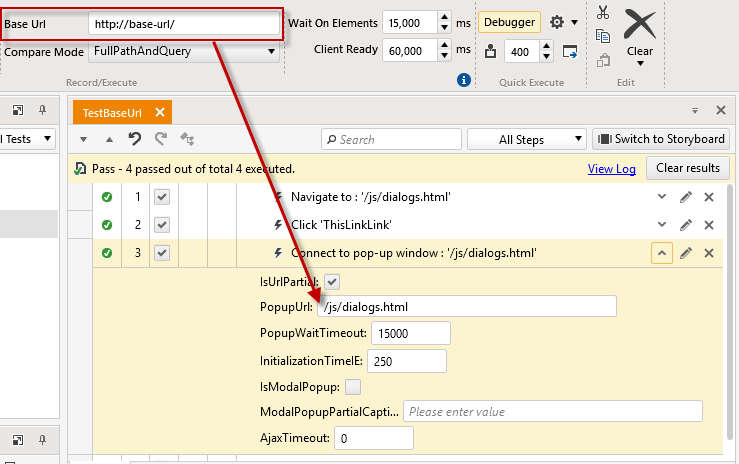 Base Url http://base-url/ Wait On Elements 15,000 ms Debugger
Compare Mode FullPathAndQuery Client Ready 60,000 ms 400 Clear
Record/Execute Quick Execute Edit
TestBaseUrl
l Tests Search All Steps Switch to Storyboard
Pass - 4 passed out of total 4 executed. View Log Clear results
1 Navigate to : '/js/dialogs.html'
2 Click 'ThisLinkLink'
3 Connect to pop-up window : '/js/dialogs.html'
IsUrlPartial:
PopupUrl: /js/dialogs.html
PopupWaitTimeout: 15000
InitializationTimeIE: 250
IsModalPopup:
ModalPopupPartialCapti... Please enter value
AjaxTimeout: 0